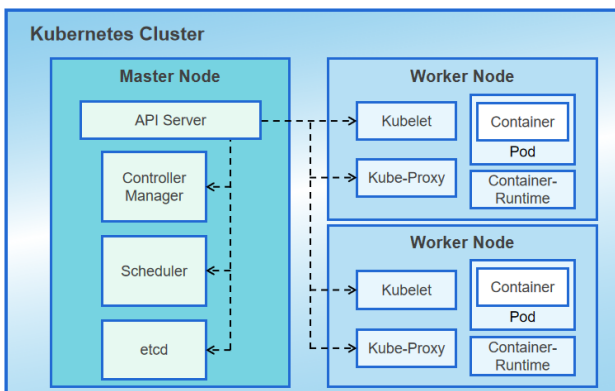 Kubernetes Cluster
Master Node
API Server
Controller
Manager
Scheduler
etcd
Worker Node
Kubelet
Container
Pod
Kube-Proxy
Container-
Runtime
Worker Node
Kubelet
Container
Pod
Kube-Proxy
Container-
Runtime